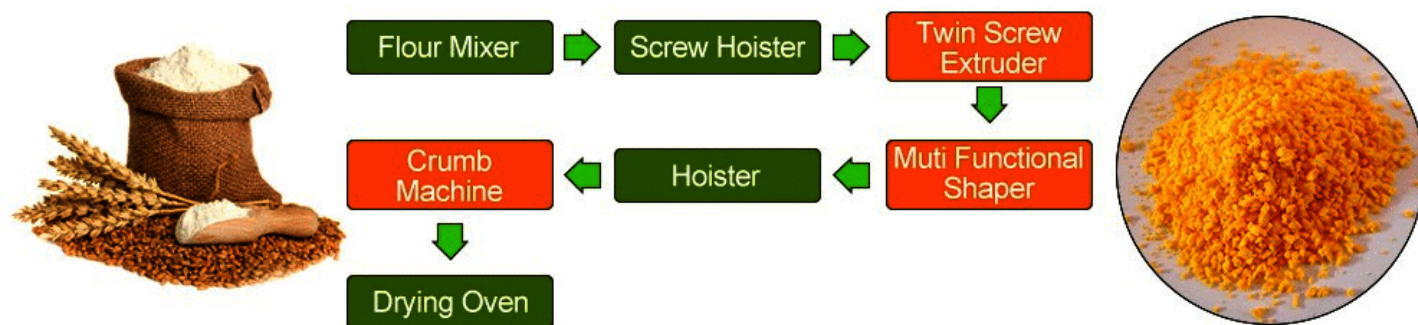 Flour Mixer
Screw Hoister
Twin Screw
Extruder
Muti Functional
Shaper
Hoister
Crumb
Machine
Drying Oven